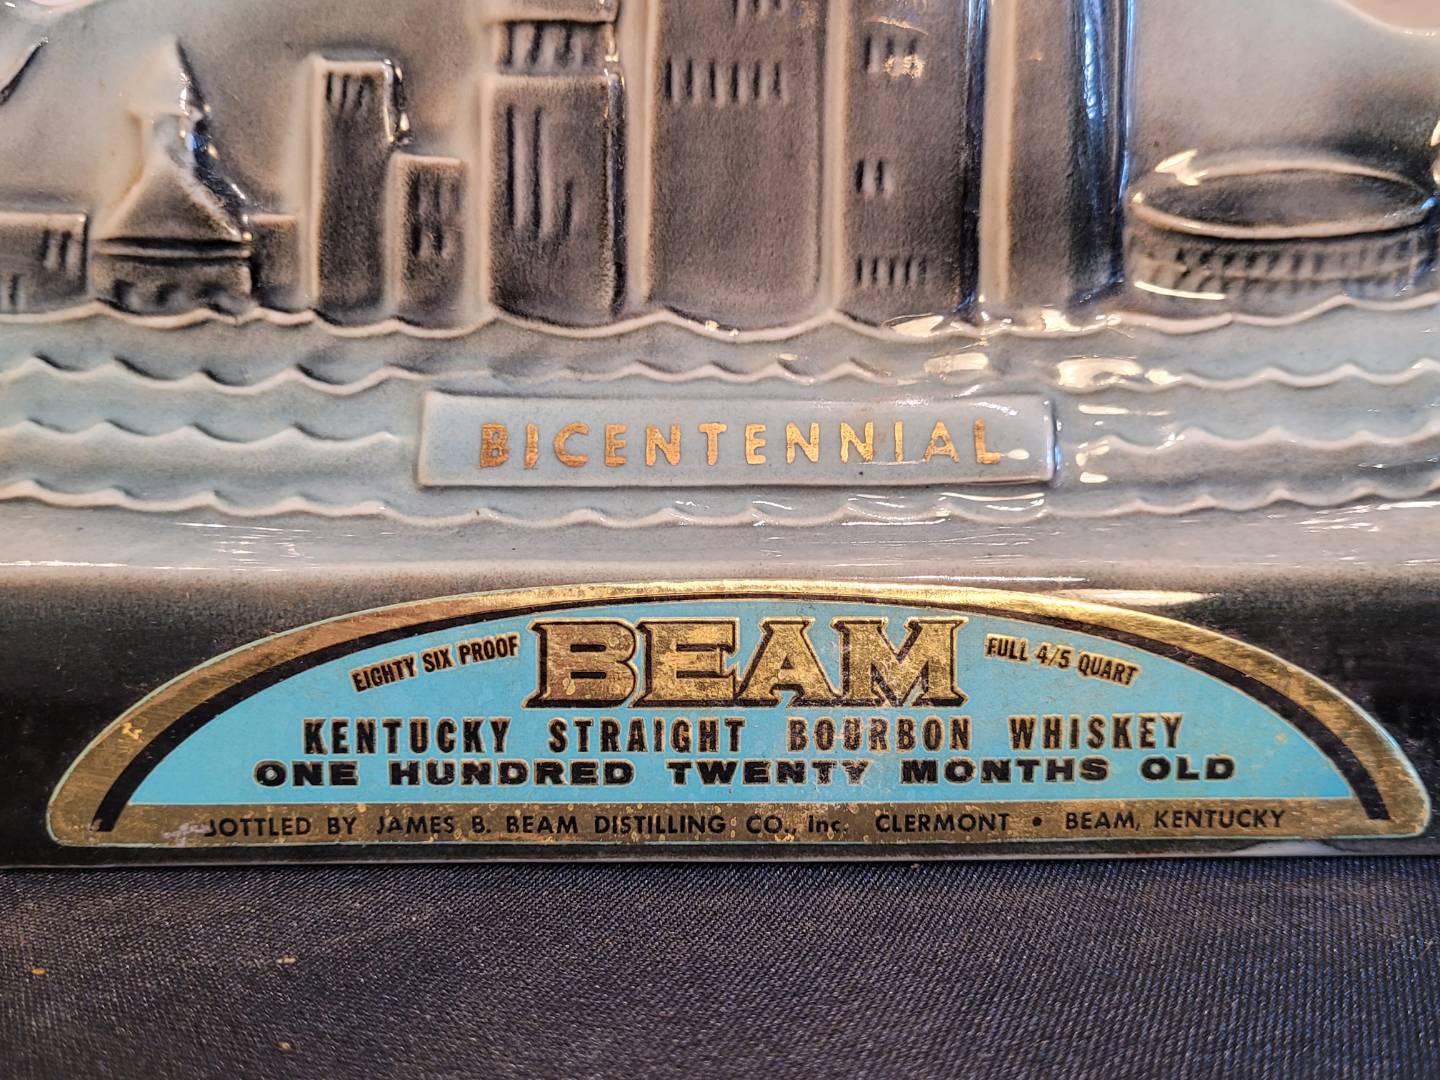 BICENTENNIAL
EIGHTY SIX PROOF
BEAM
FULL 4/5 QUART
KENTUCKY STRAIGHT BOURBON WHISKEY
ONE HUNDRED TWENTY MONTHS OLD
BOTTLED BY JAMES B. BEAM DISTILLING CO., Inc. CLERMONT • BEAM, KENTUCKY